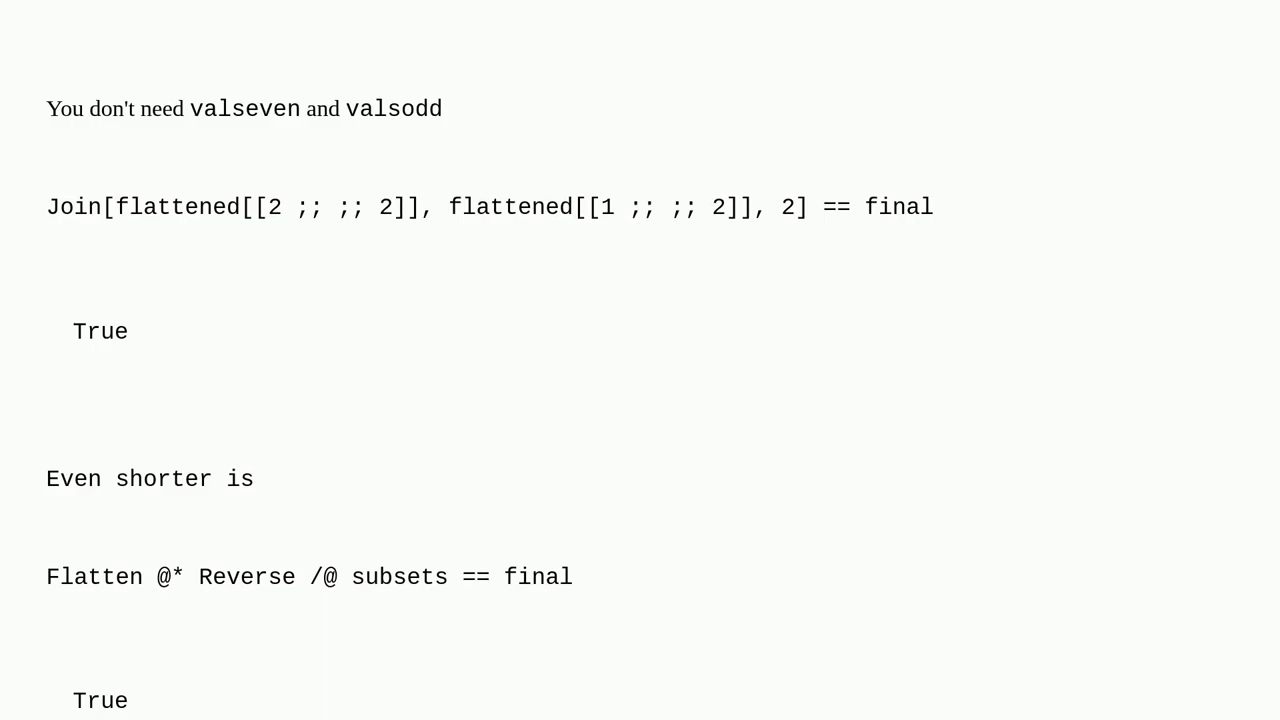 You don't need valseven and valsodd
Join[flattened[[2 ;; ;; 2]], flattened[[1 ;; ;; 2]], 2] == final
True
Even shorter is
Flatten @* Reverse /@ subsets == final
True